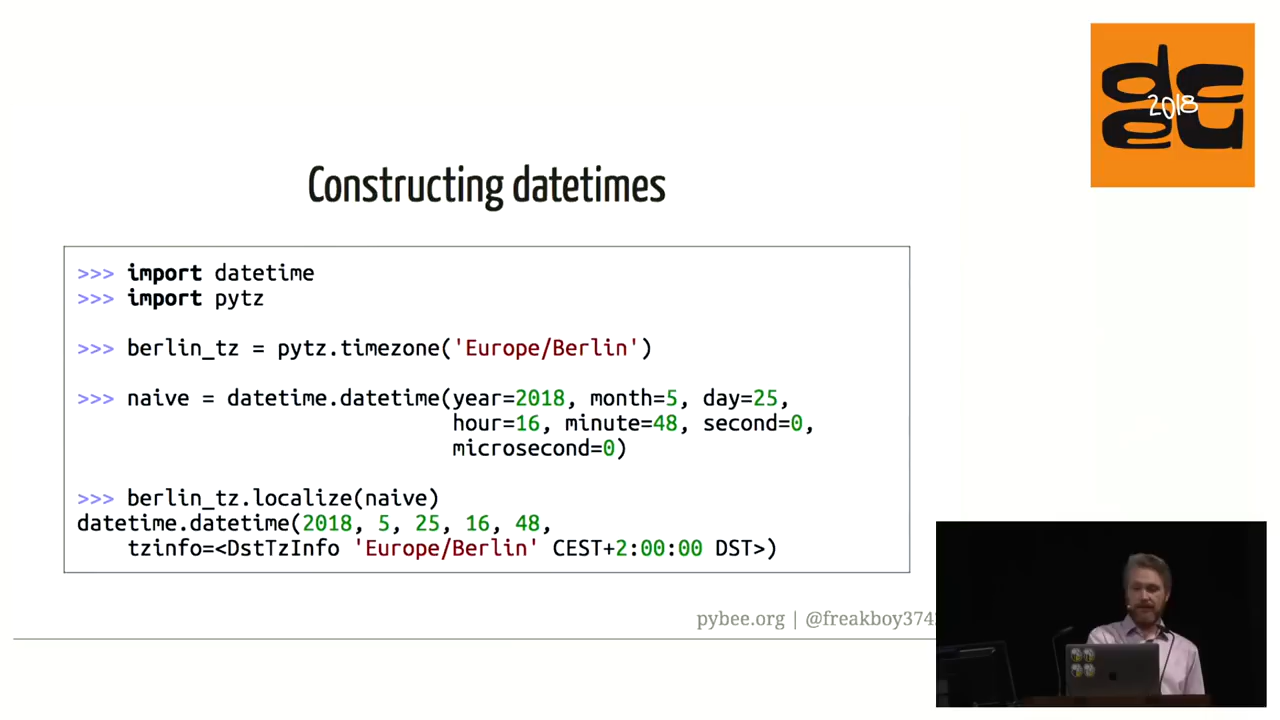 dc
2018
eu
Constructing datetimes
>>> import datetime
>>> import pytz
>>> berlin_tz = pytz.timezone('Europe/Berlin')
>>> naive = datetime.datetime(year=2018, month=5, day=25,
hour=16, minute=48, second=0,
microsecond=0)
>>> berlin_tz.localize(naive)
datetime.datetime(2018, 5, 25, 16, 48,
tzinfo=<DstTzInfo 'Europe/Berlin' CEST+2:00:00 DST>)
pybee.org | @freakboy374